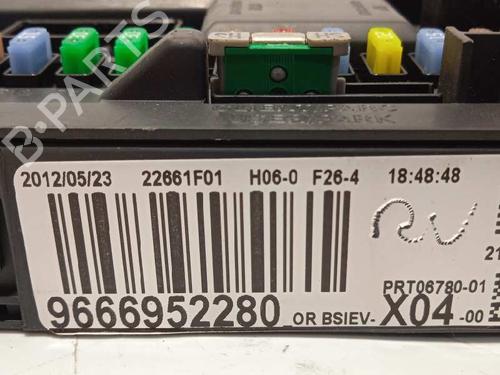 B-PARTS
2012/05/23 22661F01 H06-0 F26-4 18:48:48
RV
21
PRT06780-01
9666952280 OR BSIEV-X04-00